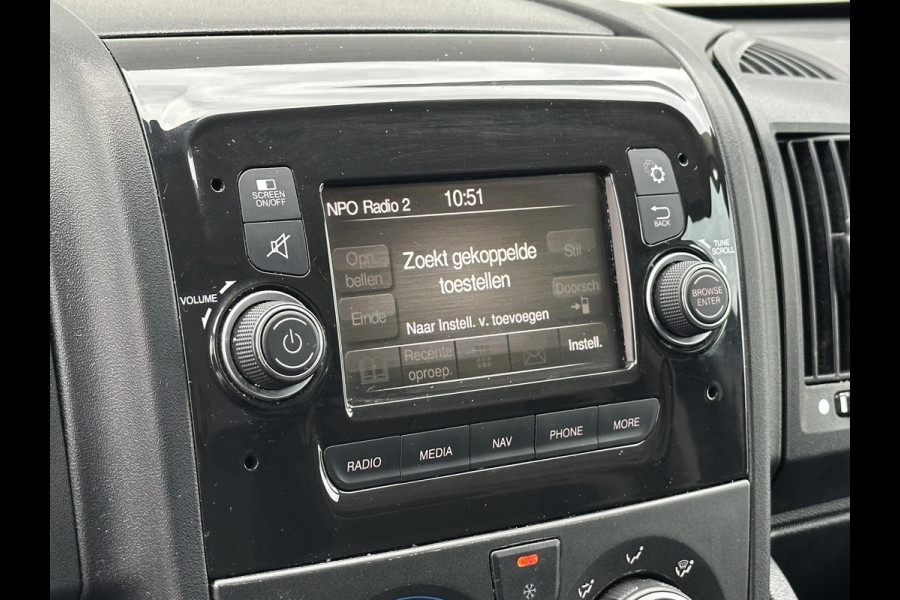 SCREEN
ON/OFF
NPO Radio 2 10:51
BACK
Opn.
bellen
Zoekt gekoppelde
toestellen
Stil
TUNE
SCROLL
VOLUME
Doorsch
BROWSE
ENTER
Einde
Naar Instell. v. toevoegen
Recente
oproep.
Instell.
RADIO
MEDIA
NAV
PHONE
MORE